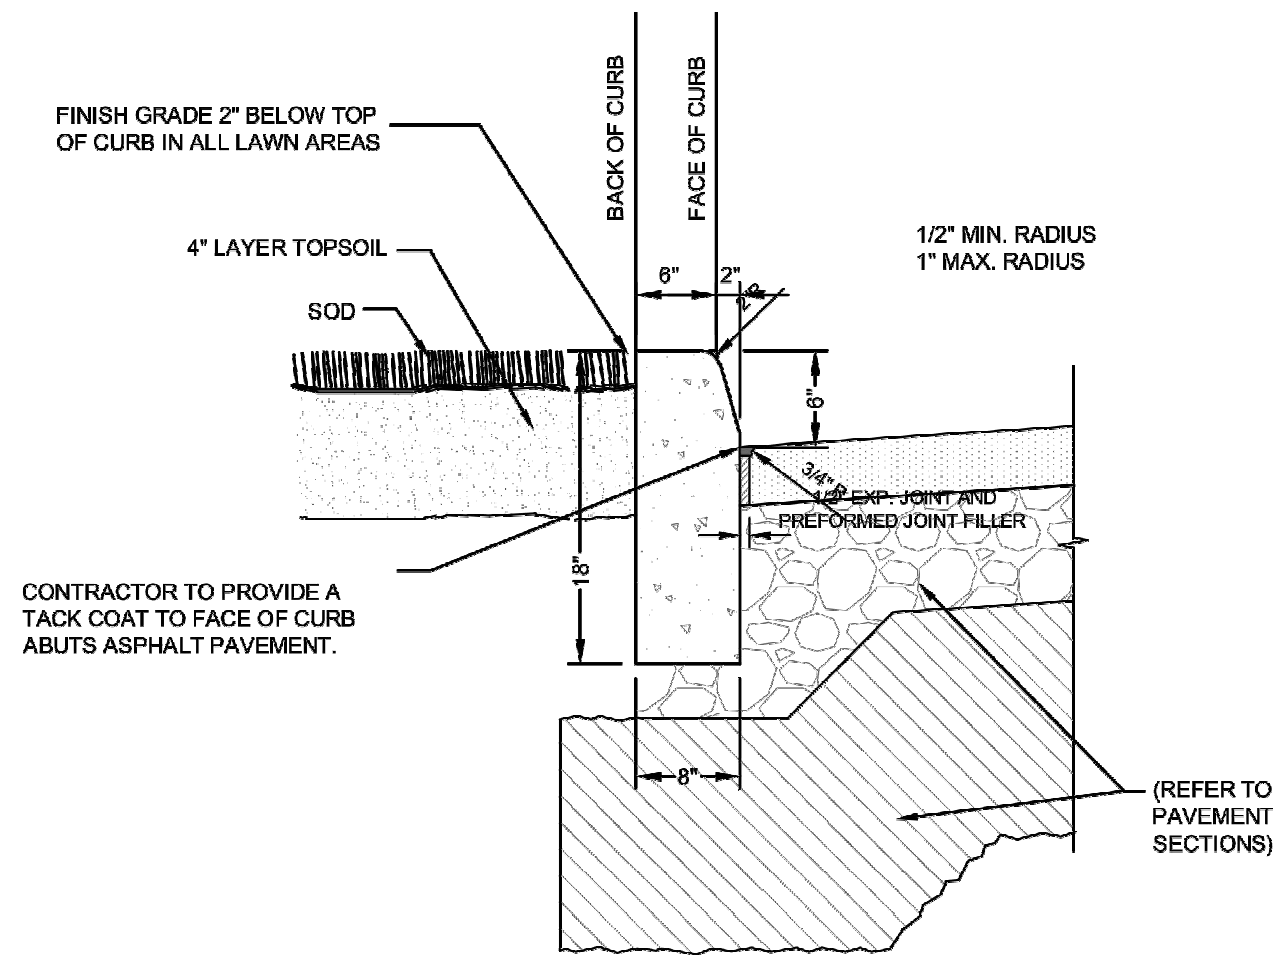 BACK OF CURB
FACE OF CURB
FINISH GRADE 2" BELOW TOP
OF CURB IN ALL LAWN AREAS
4" LAYER TOPSOIL
1/2" MIN. RADIUS
1" MAX. RADIUS
6"
2"
2"R
SOD
6"
3/4" R
1/2" EXP. JOINT AND
PREFORMED JOINT FILLER
18"
CONTRACTOR TO PROVIDE A
TACK COAT TO FACE OF CURB
ABUTS ASPHALT PAVEMENT.
8"
(REFER TO
PAVEMENT
SECTIONS)